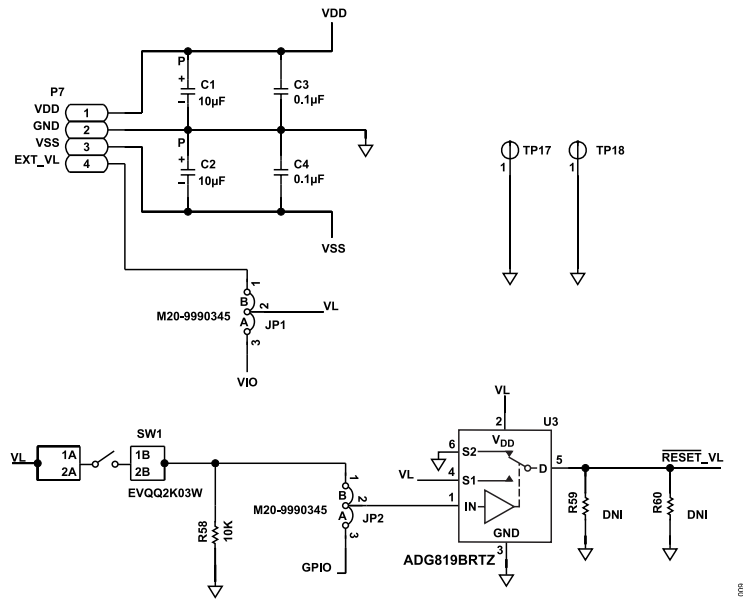 VDD
P7
VDD 1
GND 2
VSS 3
EXT_VL 4
P
+
–
C1
10µF
C3
0.1µF
P
+
–
C2
10µF
C4
0.1µF
VSS
TP17
1
TP18
1
1
B
2
A
3
M20-9990345
JP1
VL
VIO
VL
1A
2A
SW1
1B
2B
EVQQ2K03W
R58
10K
M20-9990345
1
B
2
A
3
JP2
GPIO
VL
2
U3
VDD
6
S2
4
S1
VL
1
IN
D
5
GND
3
ADG819BRTZ
RESET_VL
R59
DNI
R60
DNI
009